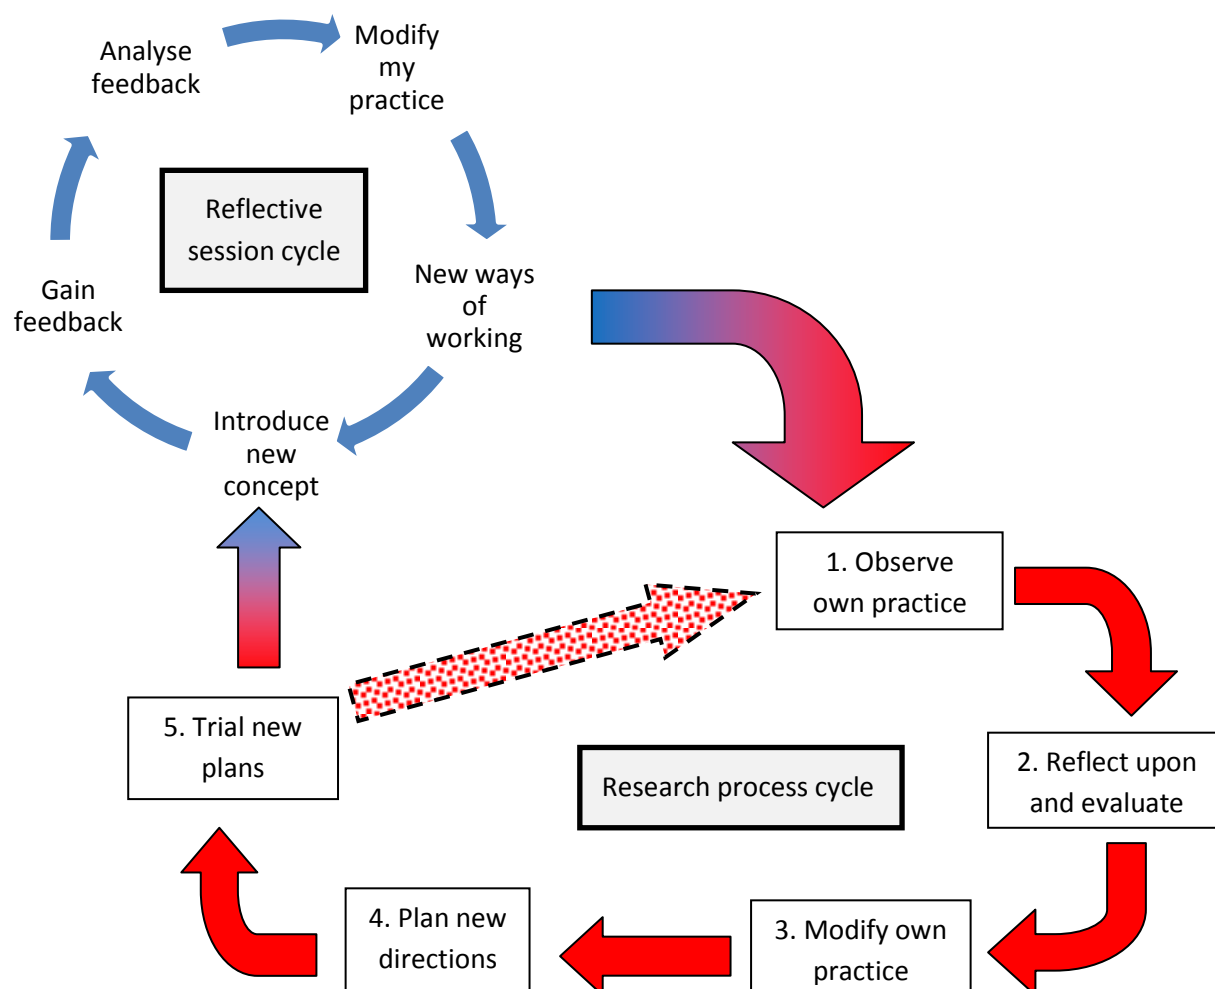 Analyse
feedback
Modify
my
practice
Reflective
session cycle
Gain
feedback
New ways
of
working
Introduce
new
concept
1. Observe
own practice
5. Trial new
plans
2. Reflect upon
and evaluate
Research process cycle
4. Plan new
directions
3. Modify own
practice